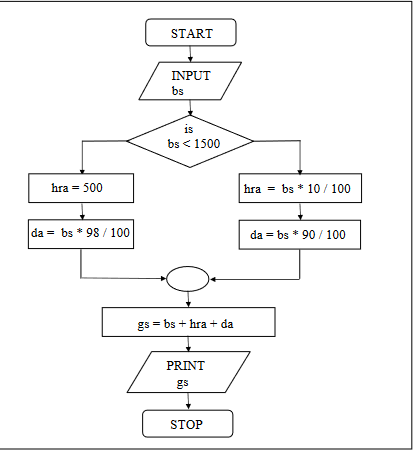 START
INPUT
bs
is
bs < 1500
hra = 500
hra = bs * 10 / 100
da = bs * 98 / 100
da = bs * 90 / 100
gs = bs + hra + da
PRINT
gs
STOP